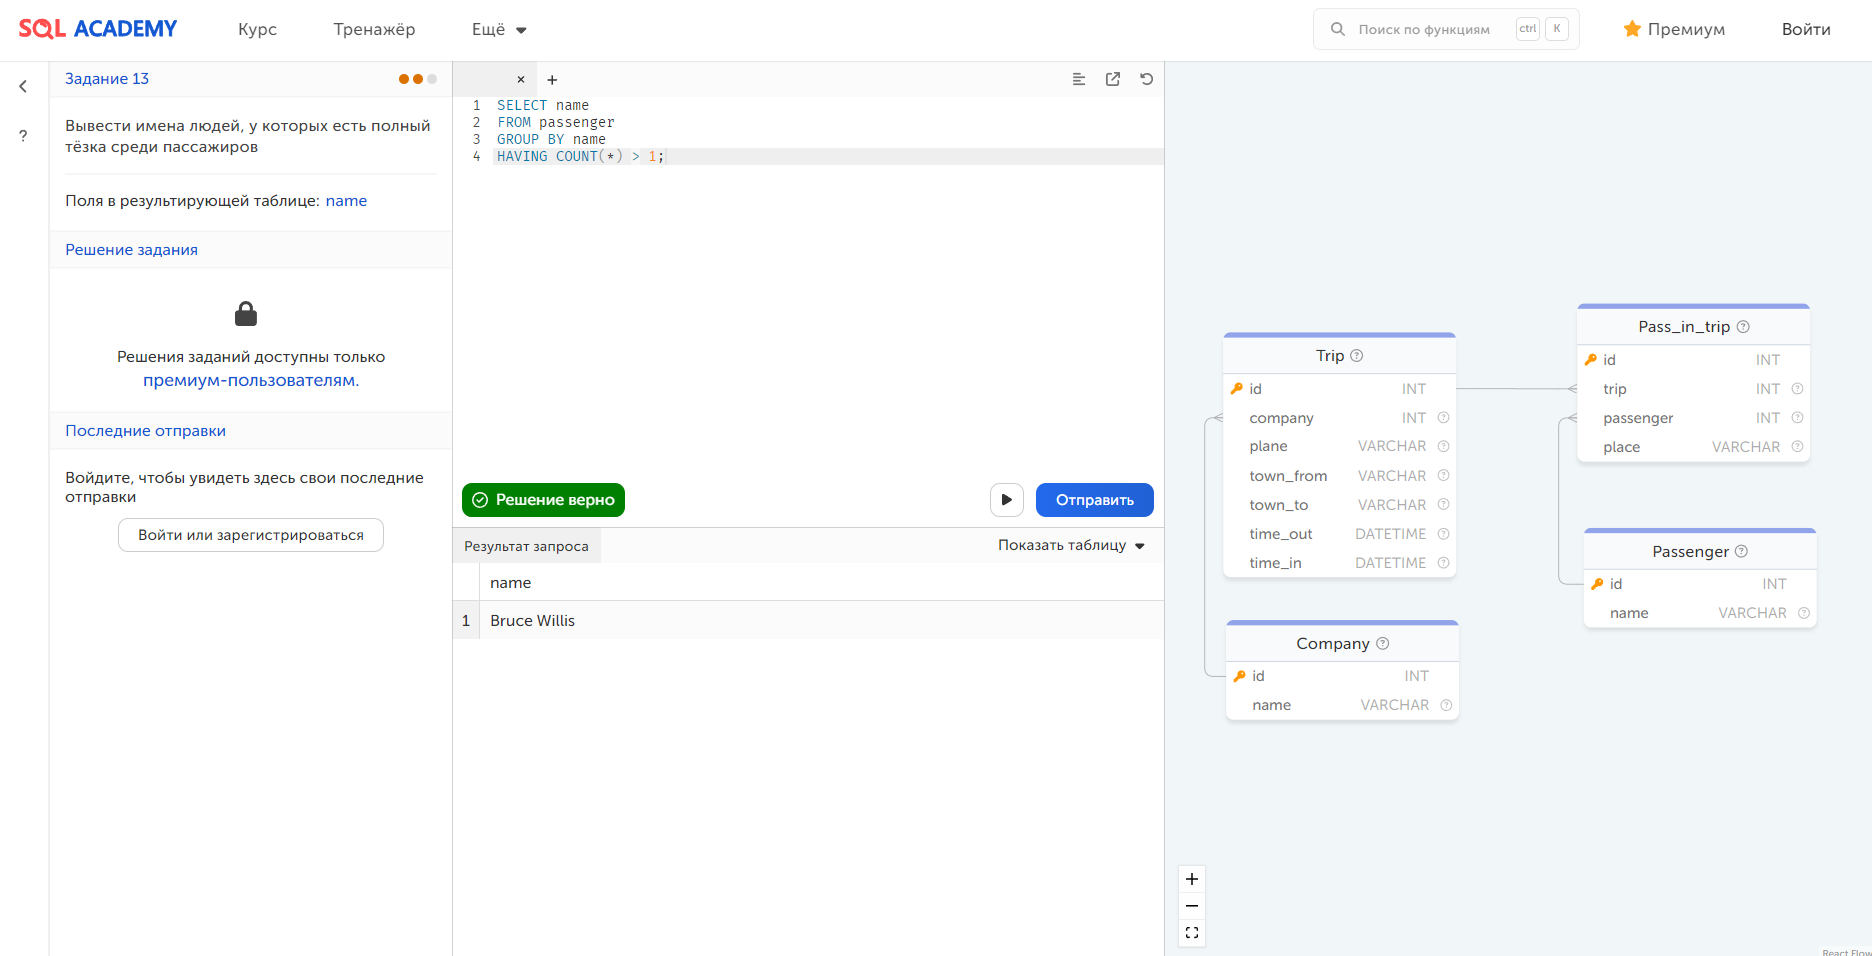 SQL ACADEMY
Курс
Тренажёр
Ещё
Поиск по функциям
ctrl
K
Премиум
Войти
?
Задание 13
Вывести имена людей, у которых есть полный
тёзка среди пассажиров
Поля в результирующей таблице: name
Решение задания
Решения заданий доступны только
премиум-пользователям.
Последние отправки
Войдите, чтобы увидеть здесь свои последние
отправки
Войти или зарегистрироваться
1 SELECT name
2 FROM passenger
3 GROUP BY name
4 HAVING COUNT(*) > 1;
Решение верно
Отправить
Результат запроса
Показать таблицу
name
1 Bruce Willis
Trip
id INT
company INT
plane VARCHAR
town_from VARCHAR
town_to VARCHAR
time_out DATETIME
time_in DATETIME
Company
id INT
name VARCHAR
Pass_in_trip
id INT
trip INT
passenger INT
place VARCHAR
Passenger
id INT
name VARCHAR
React Flow